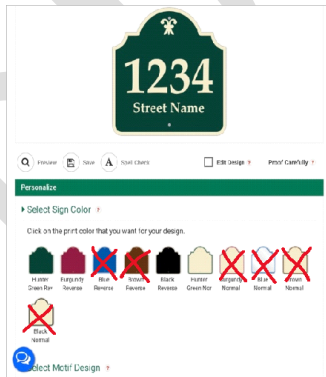 1234
Street Name
Preview
Save
A
Spell Check
Edit Design ?
Proof Carefully ?
Personalize
Select Sign Color ?
Click on the print color that you want for your design.
Hunter Green Rev
Burgundy Reverse
Blue Reverse
Brown Reverse
Black Reverse
Hunter Green Nor
Burgundy Normal
Blue Normal
Brown Normal
Black Normal
Select Motif Design ?